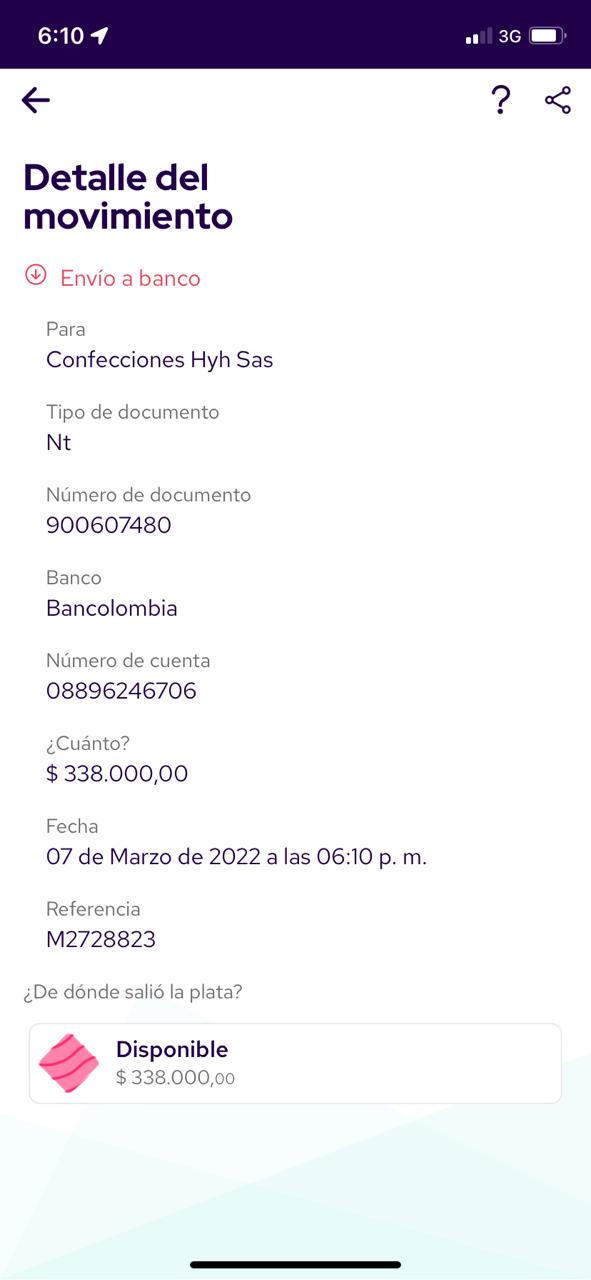 6:10
3G
?
Detalle del
movimiento
Envío a banco
Para
Confecciones Hyh Sas
Tipo de documento
Nt
Número de documento
900607480
Banco
Bancolombia
Número de cuenta
08896246706
¿Cuánto?
$ 338.000,00
Fecha
07 de Marzo de 2022 a las 06:10 p. m.
Referencia
M2728823
¿De dónde salió la plata?
Disponible
$ 338.000,00